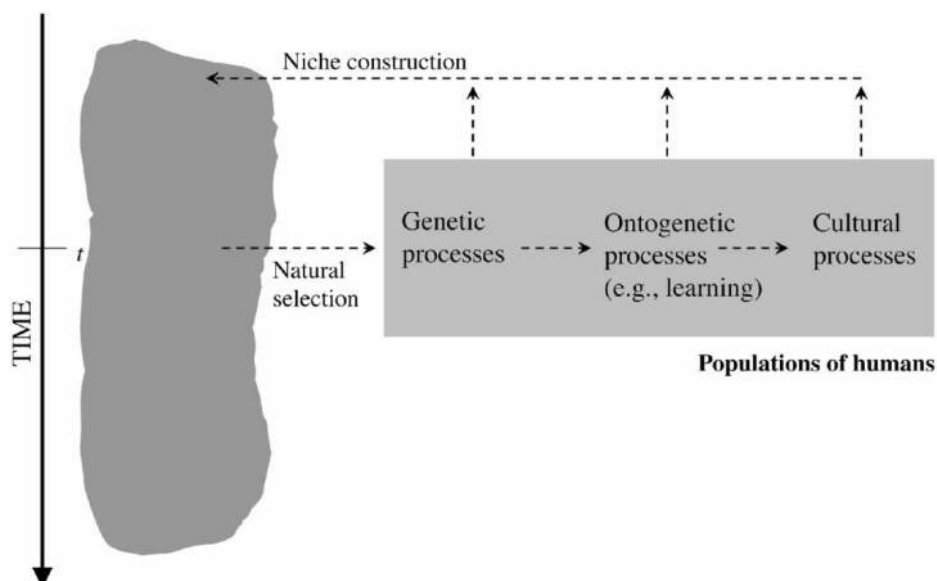 Niche construction
TIME
t
Natural
selection
Genetic
processes
Ontogenetic
processes
(e.g., learning)
Cultural
processes
Populations of humans